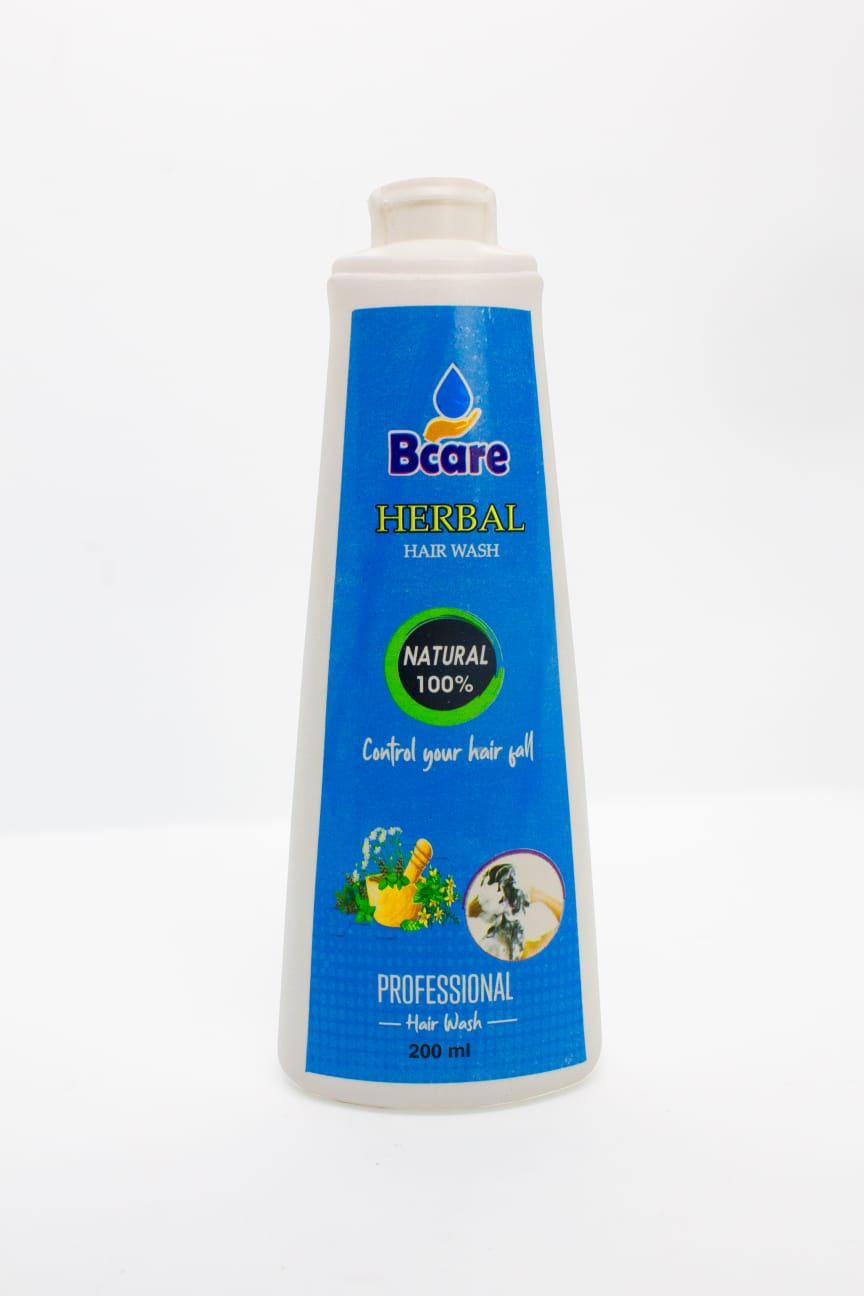 Bcare
HERBAL
HAIR WASH
NATURAL
100%
Control your hair fall
PROFESSIONAL
Hair Wash
200 ml